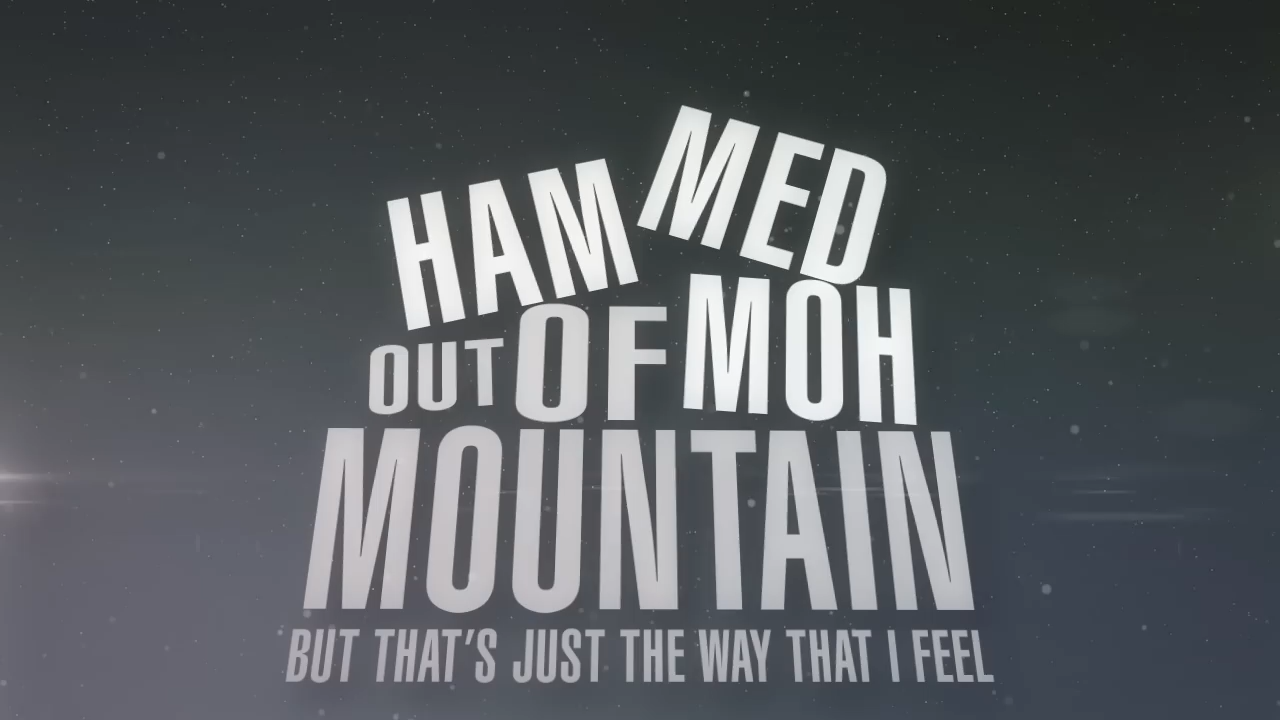 HAM MED
OUT OF MOH
MOUNTAIN
BUT THAT'S JUST THE WAY THAT I FEEL